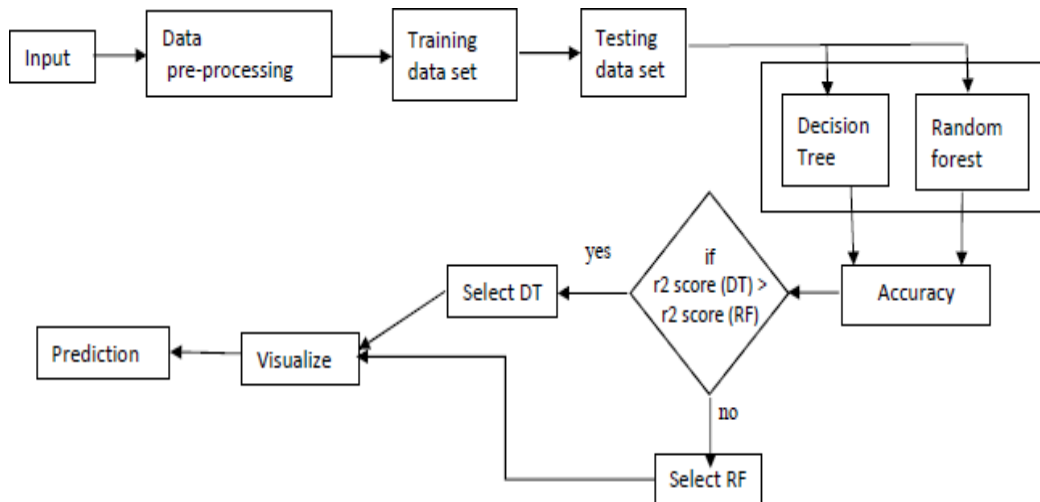 Input
Data
pre-processing
Training
data set
Testing
data set
Decision
Tree
Random
forest
yes
if
r2 score (DT) >
r2 score (RF)
Accuracy
Select DT
Prediction
Visualize
no
Select RF